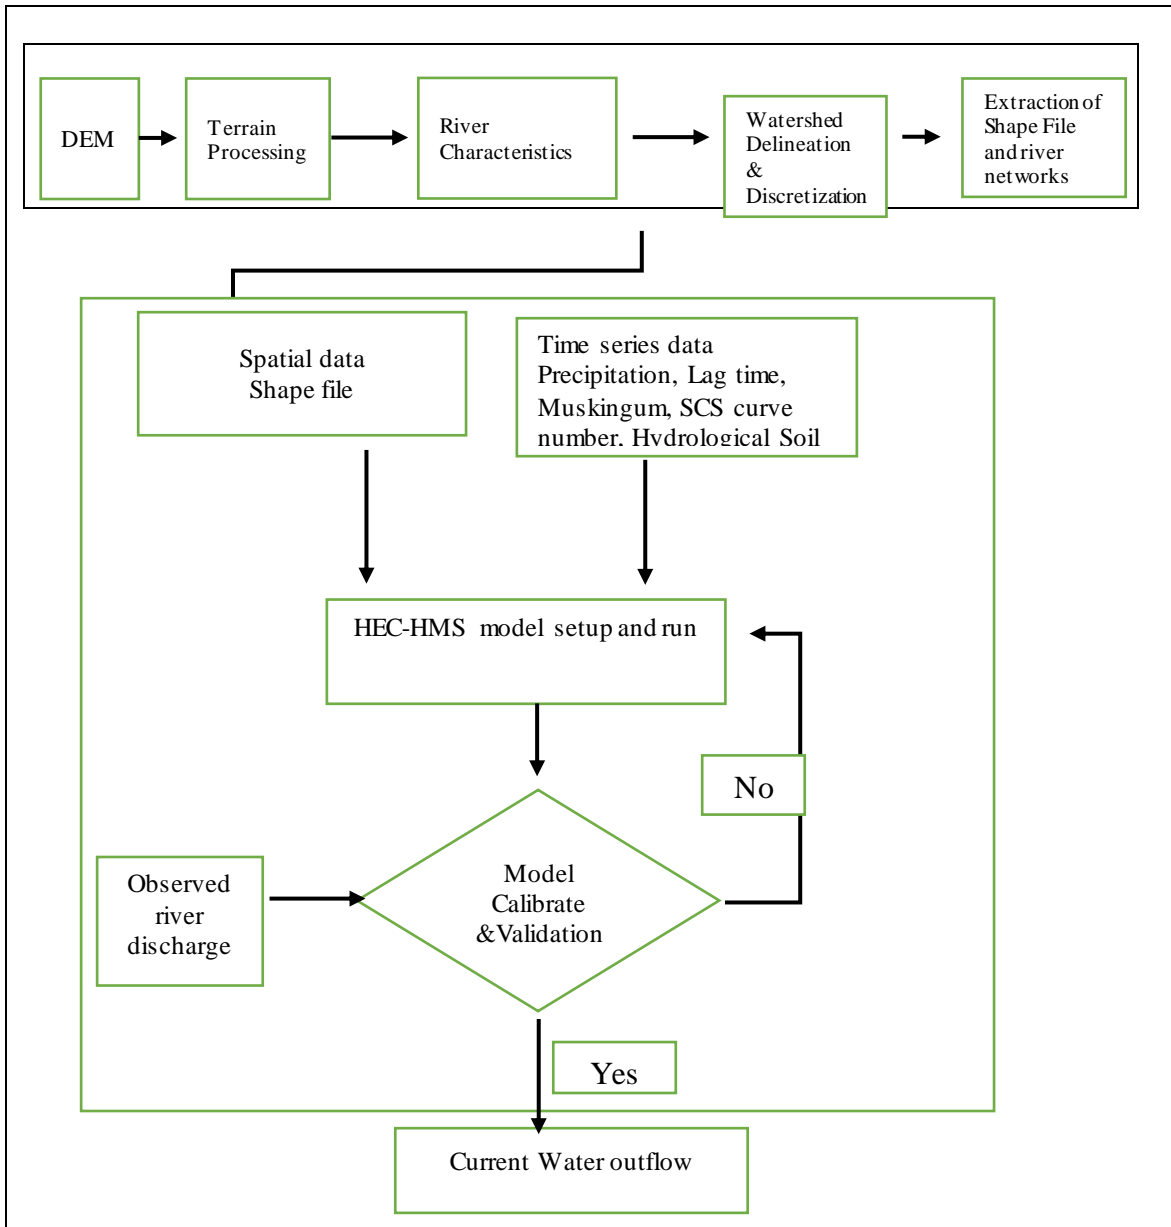 DEM
Terrain
Processing
River
Characteristics
Watershed
Delineation
&
Discretization
Extraction of
Shape File
and river
networks
Spatial data
Shape file
Time series data
Precipitation, Lag time,
Muskingum, SCS curve
number, Hydrological Soil
HEC-HMS model setup and run
No
Model
Calibrate
&Validation
Observed
river
discharge
Yes
Current Water outflow